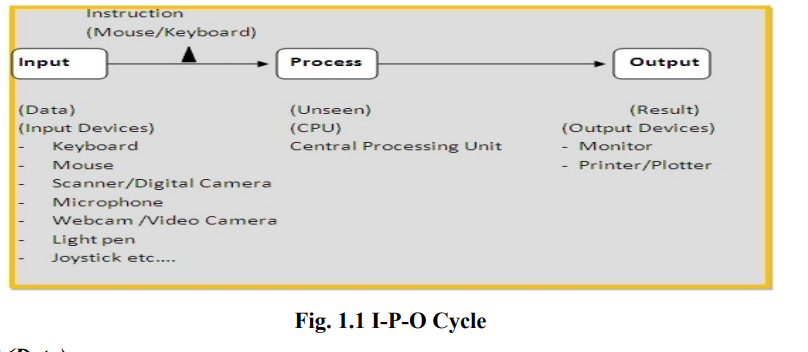 Instruction
(Mouse/Keyboard)
Input
Process
Output
(Data)
(Input Devices)
- Keyboard
- Mouse
- Scanner/Digital Camera
- Microphone
- Webcam /Video Camera
- Light pen
- Joystick etc....
(Unseen)
(CPU)
Central Processing Unit
(Result)
(Output Devices)
- Monitor
- Printer/Plotter
Fig. 1.1 I-P-O Cycle